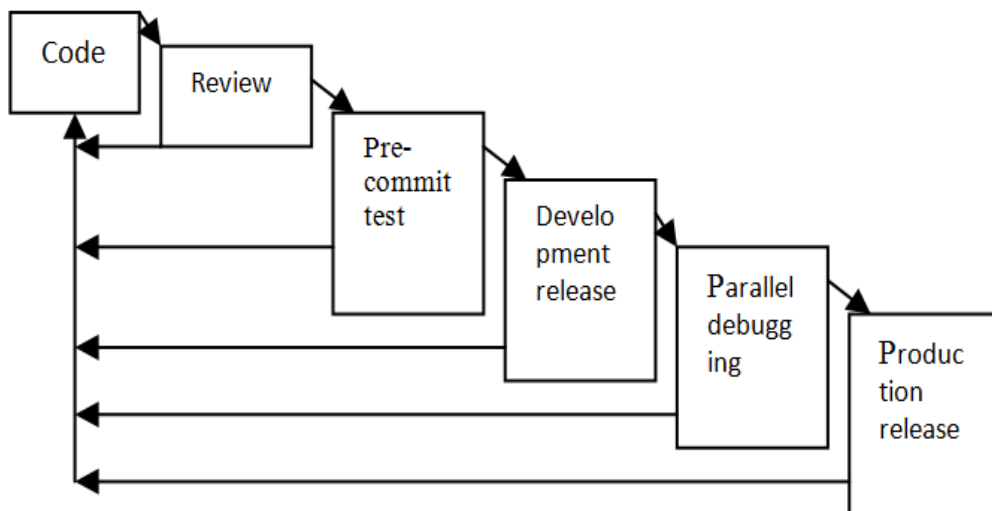 Code
Review
Pre-
commit
test
Develo
pment
release
Parallel
debugg
ing
Produc
tion
release